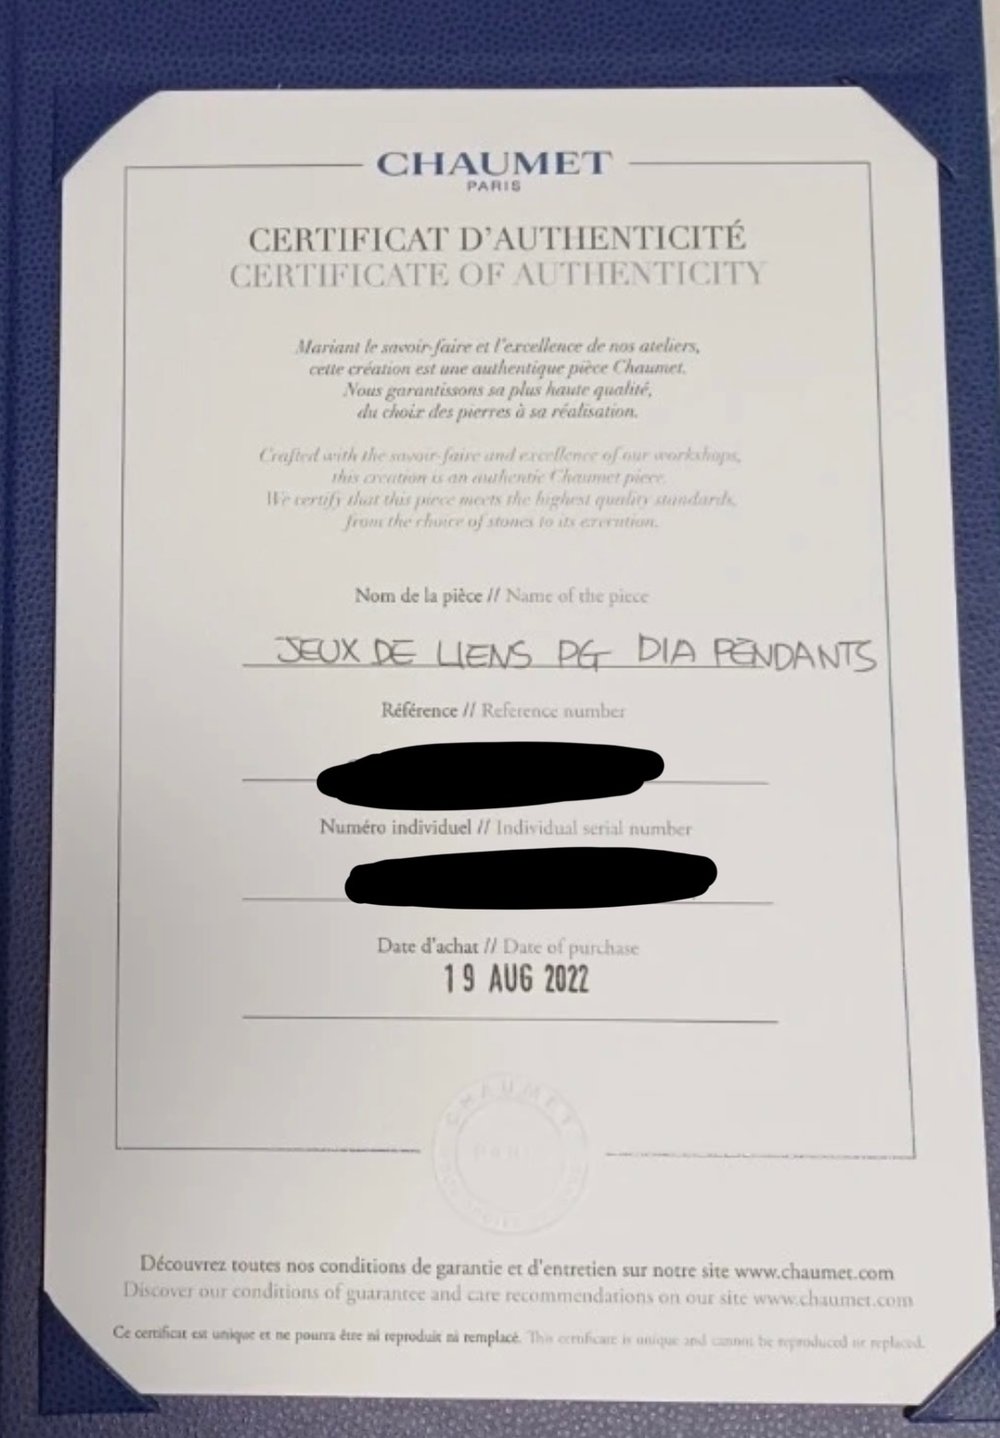 CHAUMET
PARIS
CERTIFICAT D'AUTHENTICITÉ
CERTIFICATE OF AUTHENTICITY
Mariant le savoir-faire et l'excellence de nos ateliers,
cette création est une authentique pièce Chaumet.
Nous garantissons sa plus haute qualité,
du choix des pierres à sa réalisation.
Crafted with the savoir-faire and excellence of our workshops,
this creation is an authentic Chaumet piece.
We certify that this piece meets the highest quality standards,
from the choice of stones to its execution.
Nom de la pièce // Name of the piece
JEUX DE LIENS PG DIA PENDANTS
Référence // Reference number
Numéro individuel // Individual serial number
Date d'achat // Date of purchase
19 AUG 2022
CHAUMET
PARIS
Découvrez toutes nos conditions de garantie et d'entretien sur notre site www.chaumet.com
Discover our conditions of guarantee and care recommendations on our site www.chaumet.com
Ce certificat est unique et ne pourra être ni reproduit ni remplacé. This certificate is unique and cannot be reproduced or replaced.